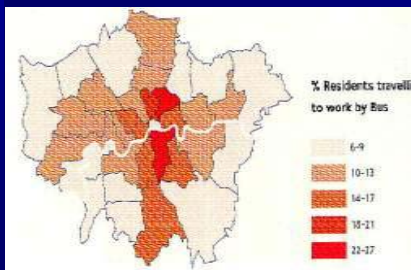 % Residents travelli
to work by Bus
6-9
10-13
14-17
18-21
22-27